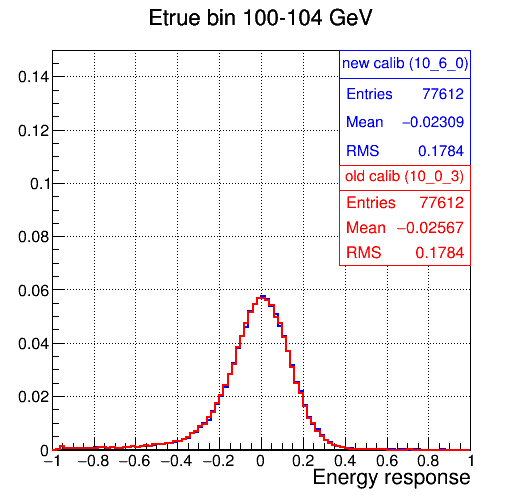 Etrue bin 100-104 GeV
new calib (10_6_0)
Entries 77612
Mean −0.02309
RMS 0.1784
old calib (10_0_3)
Entries 77612
Mean −0.02567
RMS 0.1784
0.14
0.12
0.1
0.08
0.06
0.04
0.02
0
−1 −0.8 −0.6 −0.4 −0.2 0 0.2 0.4 0.6 0.8 1
Energy response